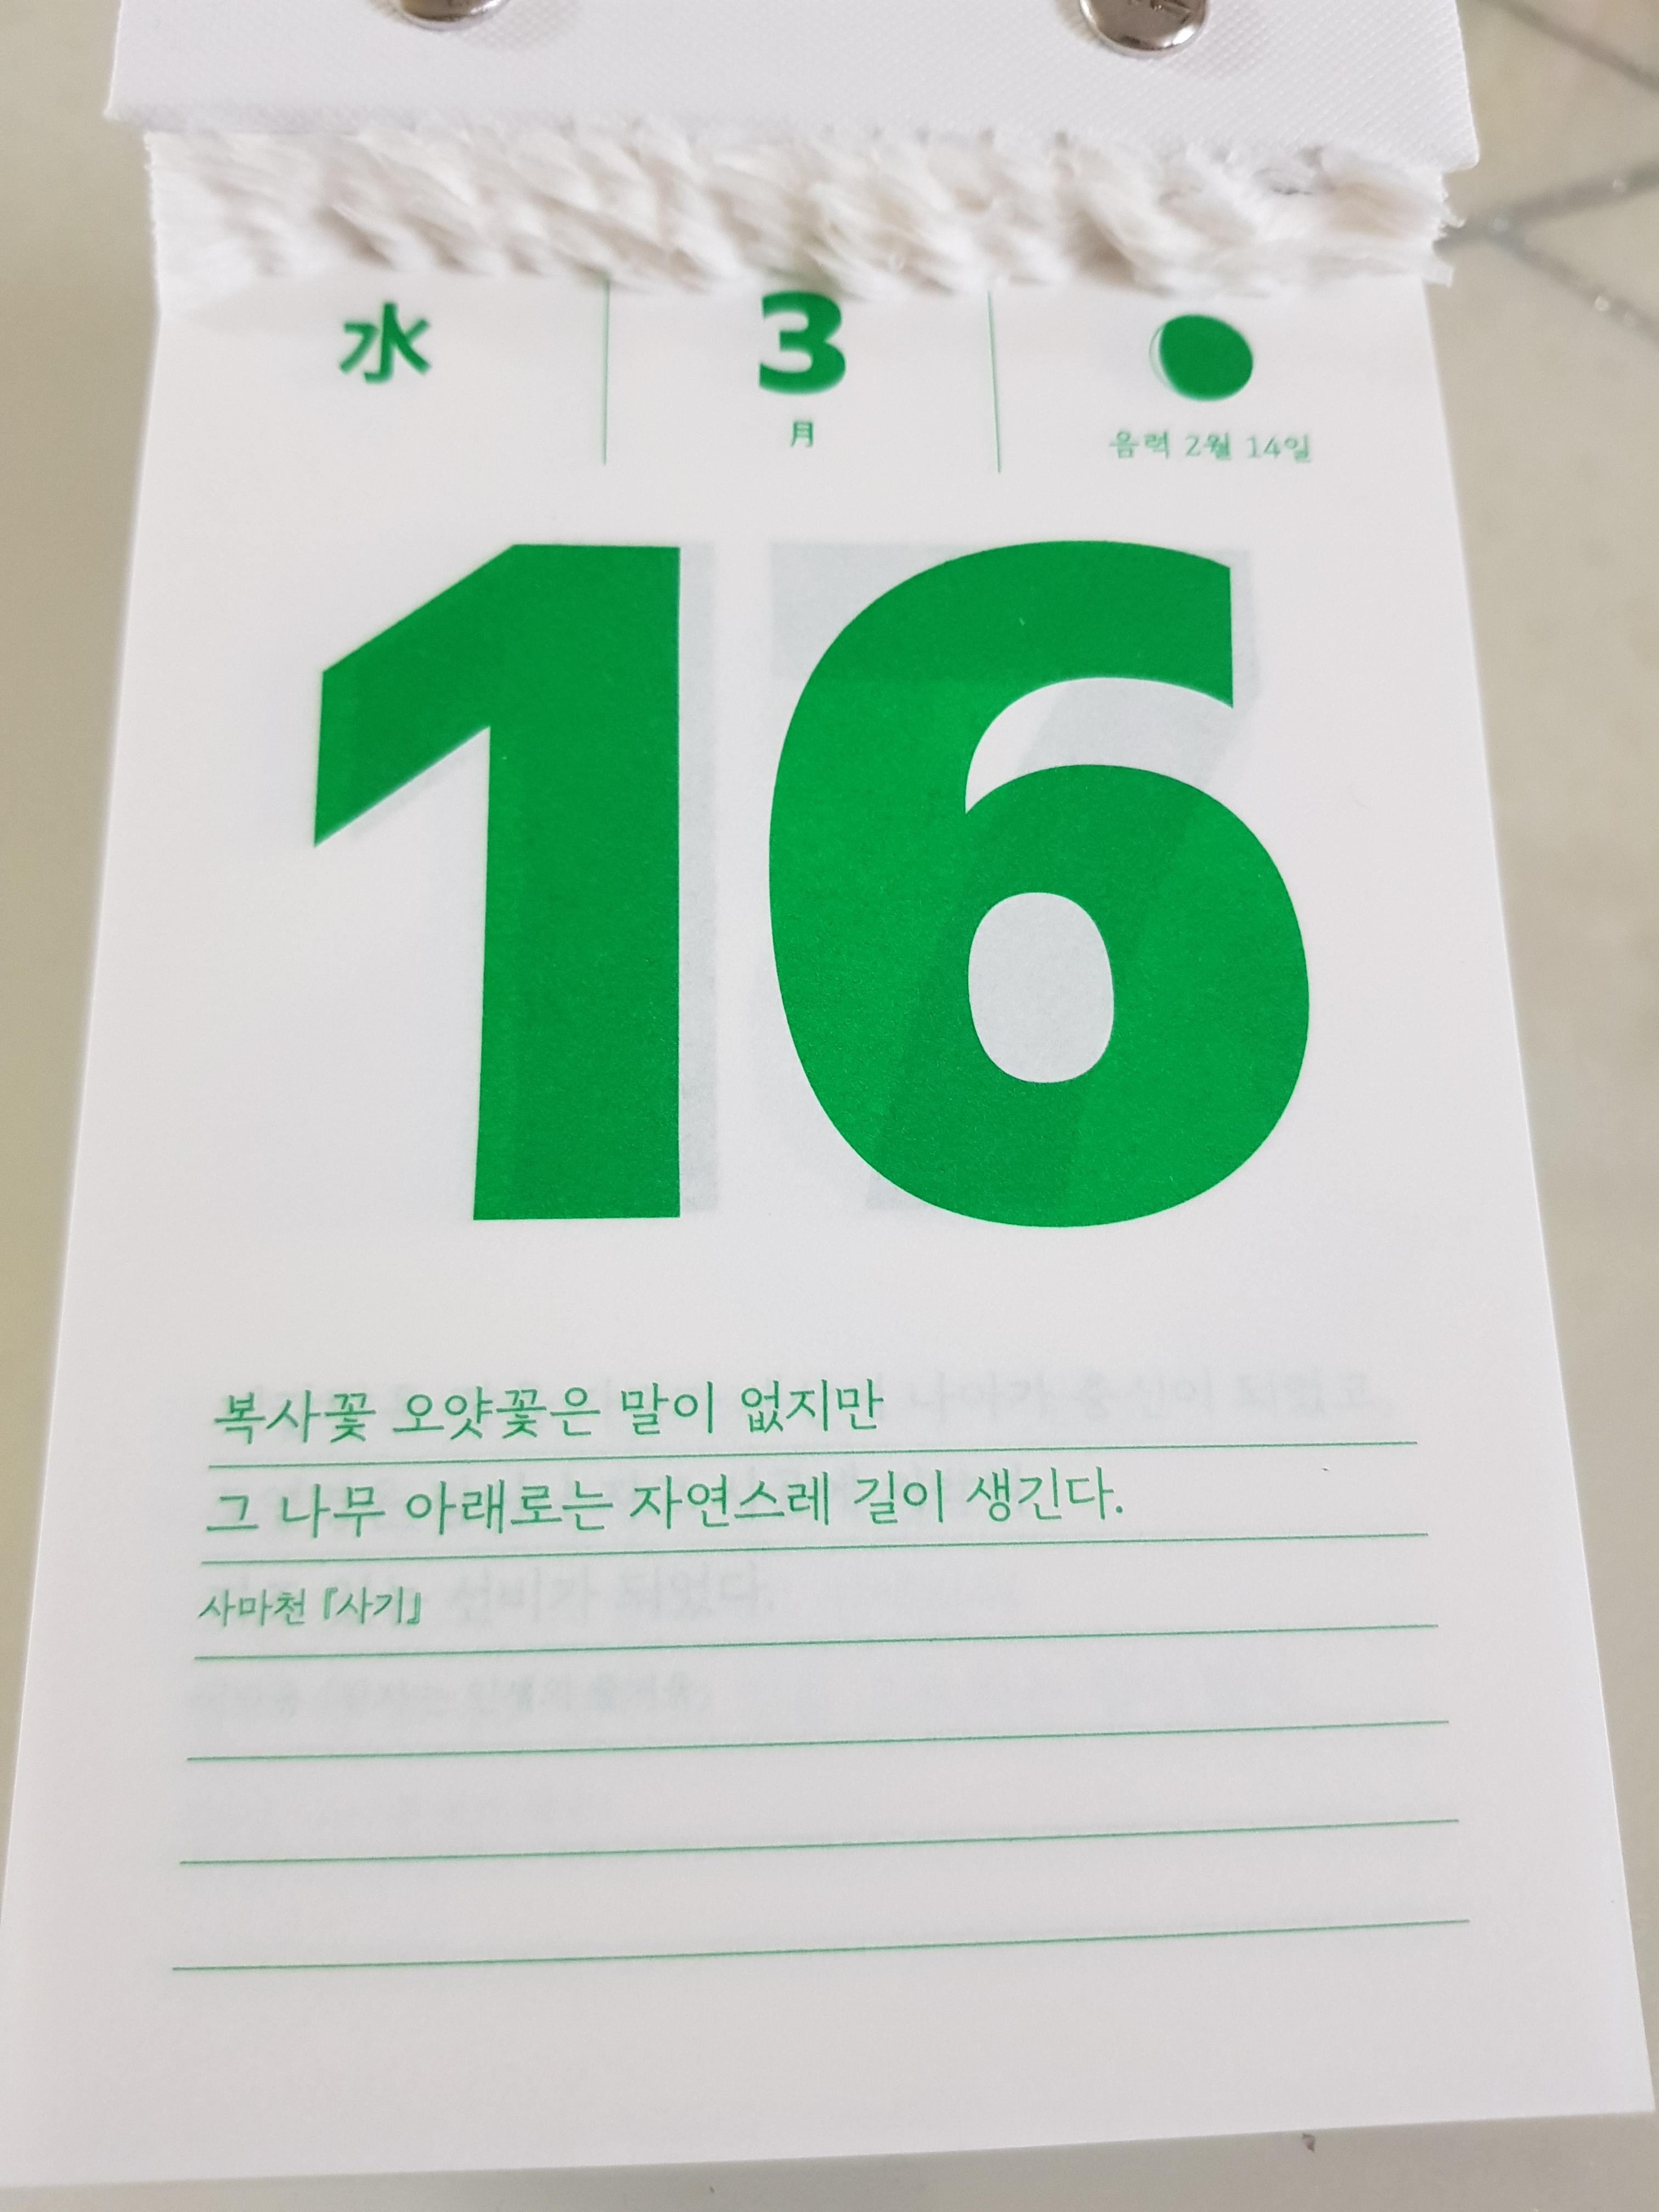 水
3
月
음력 2월 14일
16
복사꽃 오얏꽃은 말이 없지만
그 나무 아래로는 자연스레 길이 생긴다.
사마천 『사기』